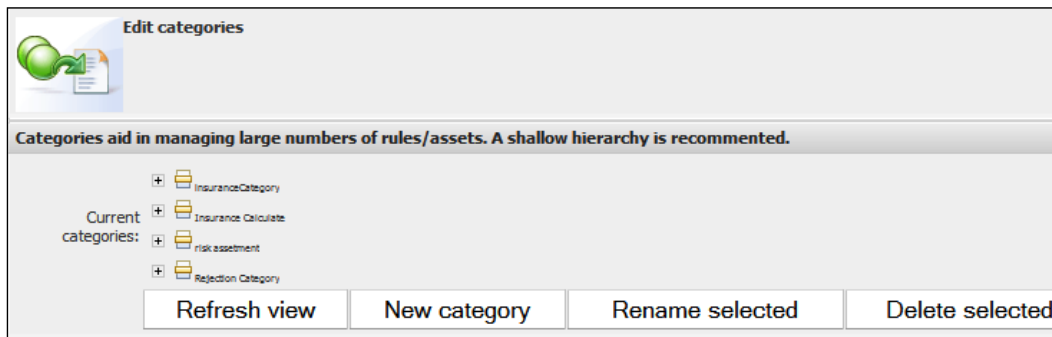 Edit categories
Categories aid in managing large numbers of rules/assets. A shallow hierarchy is recommented.
InsuranceCategory
Insurance Calculate
Current categories:
risk assetment
Rejection Category
Refresh view New category Rename selected Delete selected